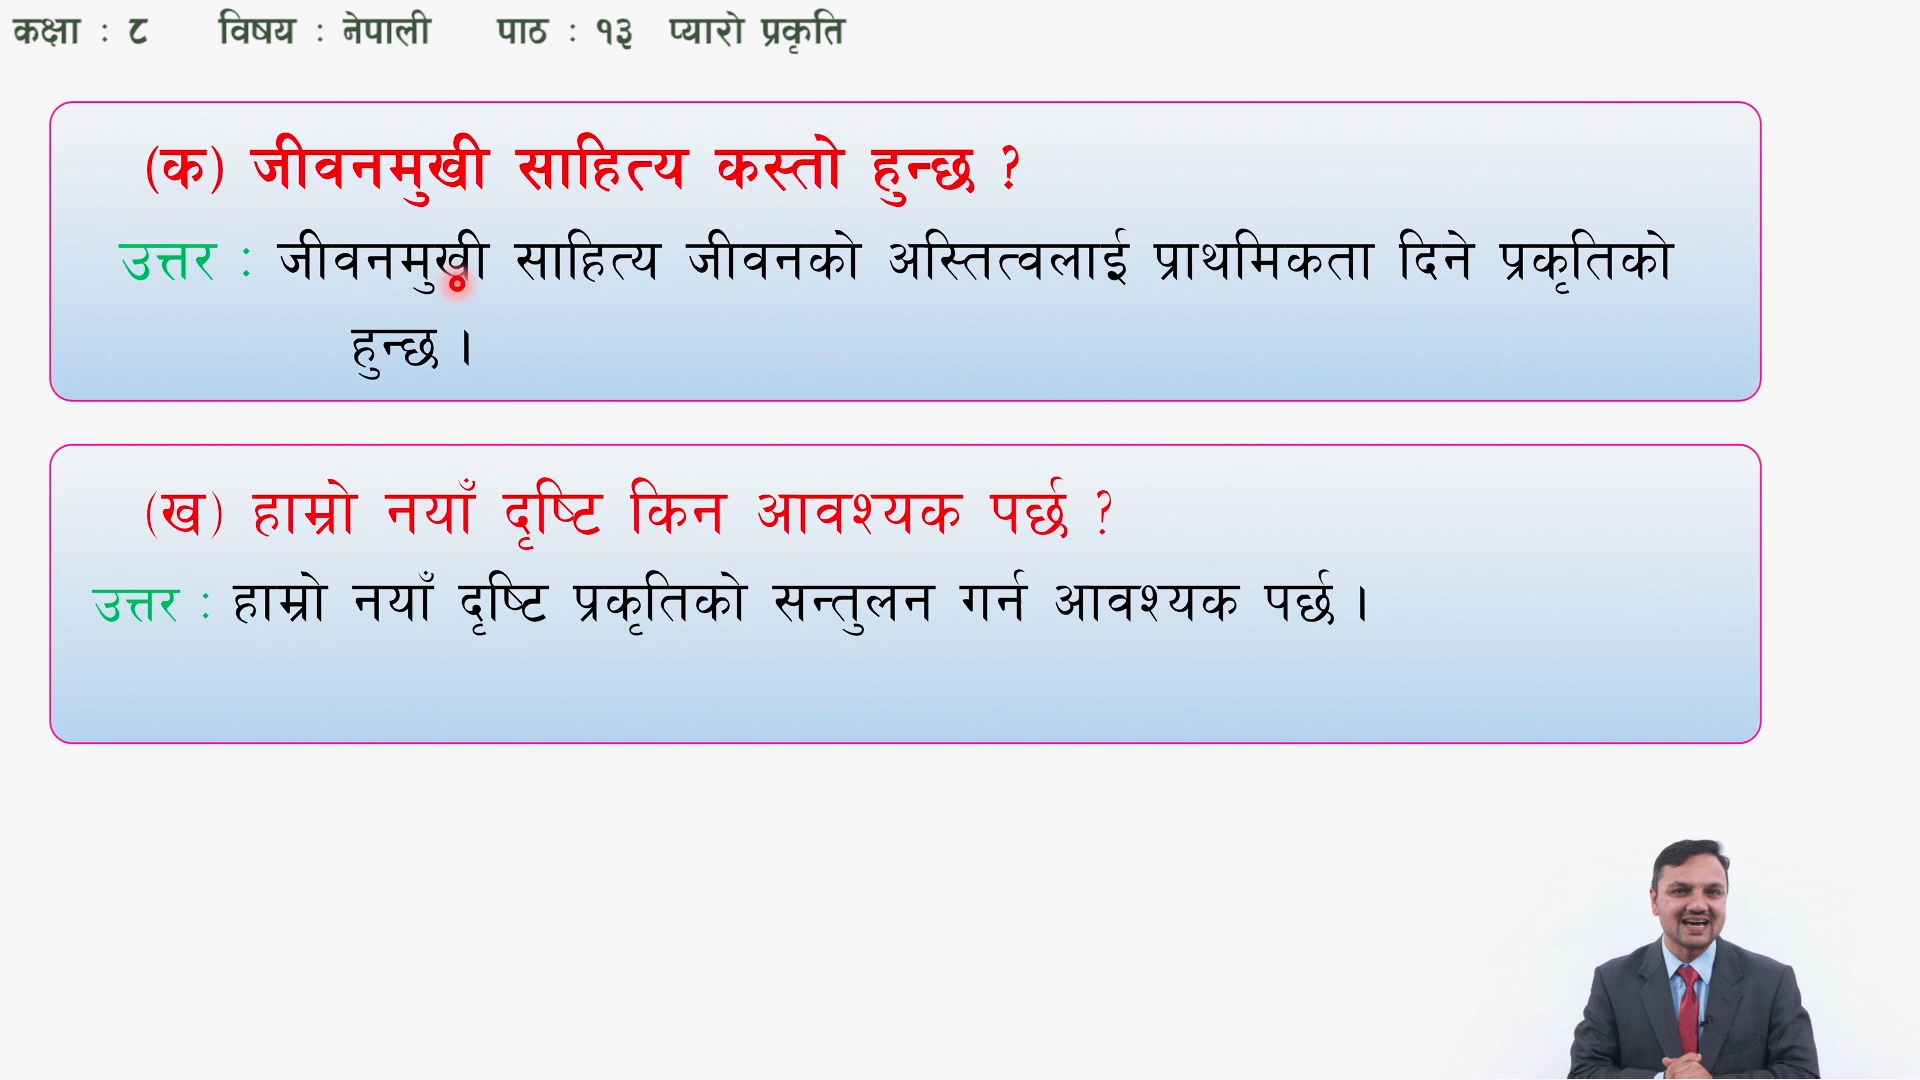 कक्षा : ८ विषय : नेपाली पाठ : १३ प्यारो प्रकृति
(क) जीवनमुखी साहित्य कस्तो हुन्छ ?
उत्तर : जीवनमुखी साहित्य जीवनको अस्तित्वलाई प्राथमिकता दिने प्रकृतिको
हुन्छ ।
(ख) हाम्रो नयाँ दृष्टि किन आवश्यक पर्छ ?
उत्तर : हाम्रो नयाँ दृष्टि प्रकृतिको सन्तुलन गर्न आवश्यक पर्छ ।